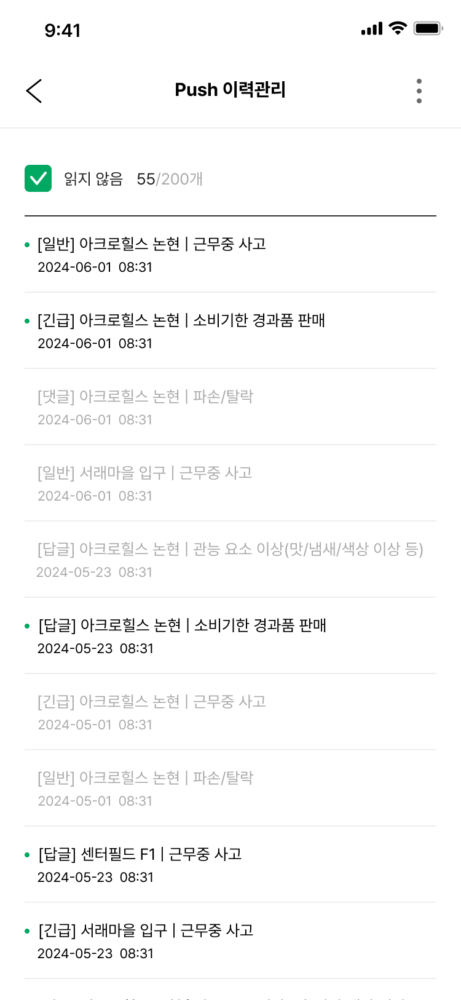 9:41
Push 이력관리
읽지 않음 55/200개
[일반] 아크로힐스 논현 | 근무중 사고
2024-06-01 08:31
[긴급] 아크로힐스 논현 | 소비기한 경과품 판매
2024-06-01 08:31
[댓글] 아크로힐스 논현 | 파손/탈락
2024-06-01 08:31
[일반] 서래마을 입구 | 근무중 사고
2024-06-01 08:31
[답글] 아크로힐스 논현 | 관능 요소 이상(맛/냄새/색상 이상 등)
2024-05-23 08:31
[답글] 아크로힐스 논현 | 소비기한 경과품 판매
2024-05-23 08:31
[긴급] 아크로힐스 논현 | 근무중 사고
2024-05-01 08:31
[일반] 아크로힐스 논현 | 파손/탈락
2024-05-01 08:31
[답글] 센터필드 F1 | 근무중 사고
2024-05-23 08:31
[긴급] 서래마을 입구 | 근무중 사고
2024-05-23 08:31